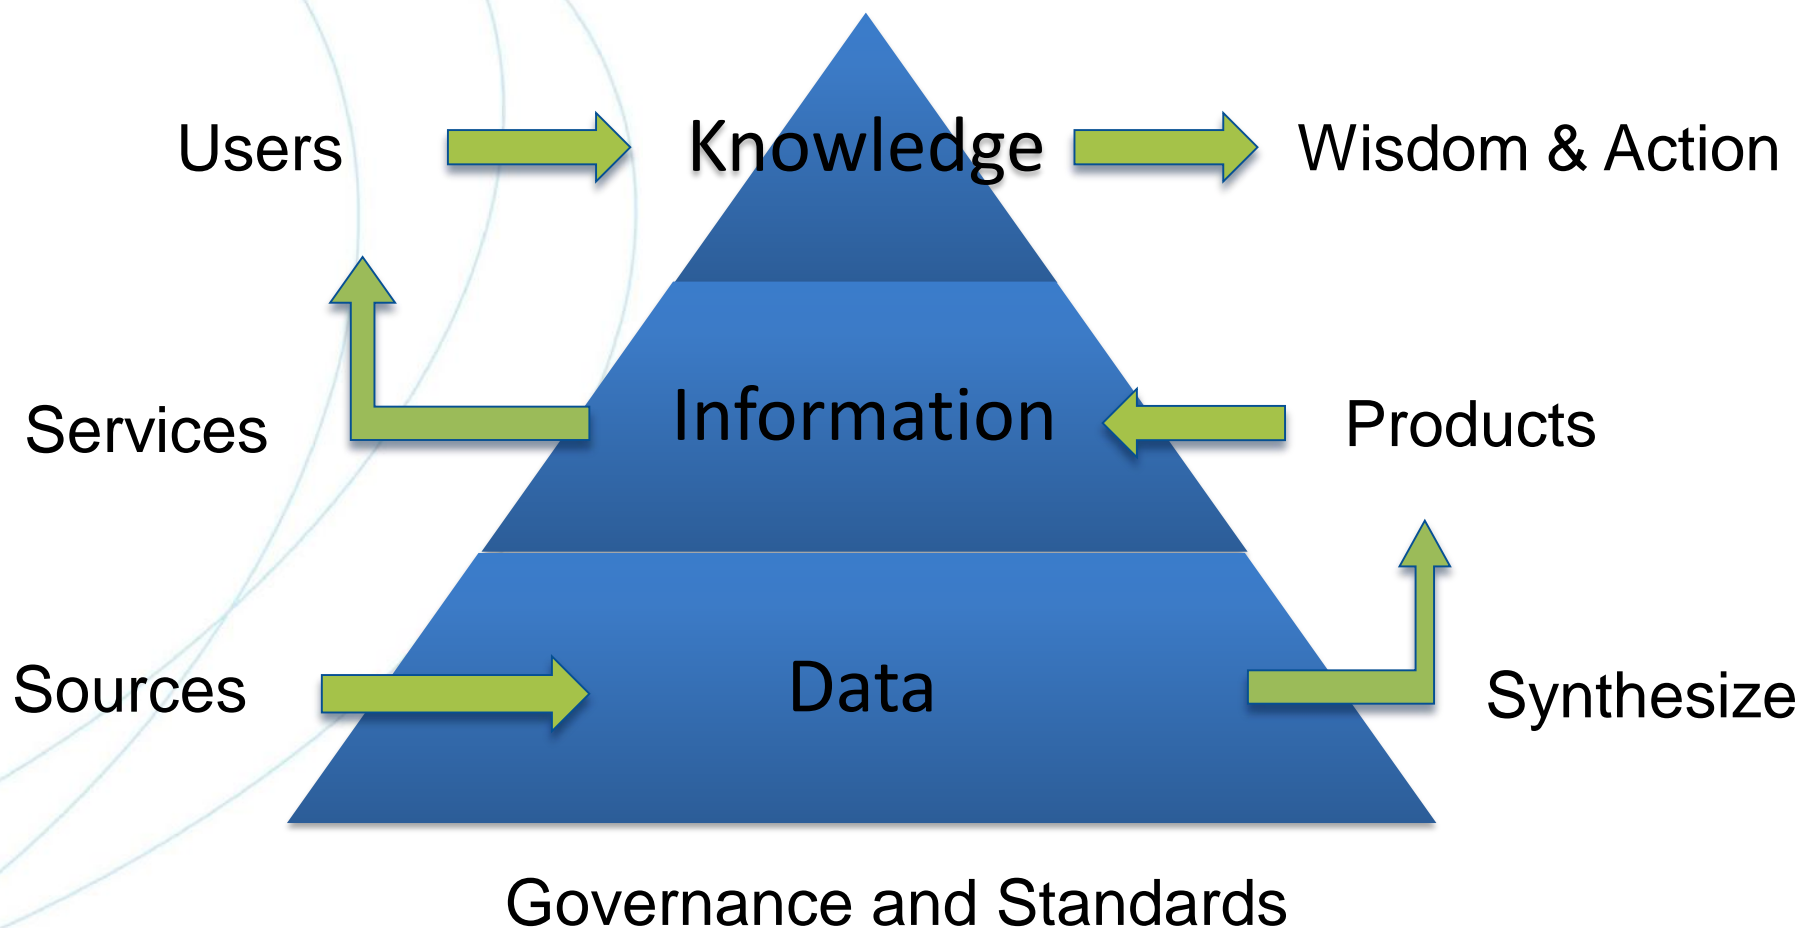 Users
Knowledge
Wisdom & Action
Services
Information
Products
Sources
Data
Synthesize
Governance and Standards